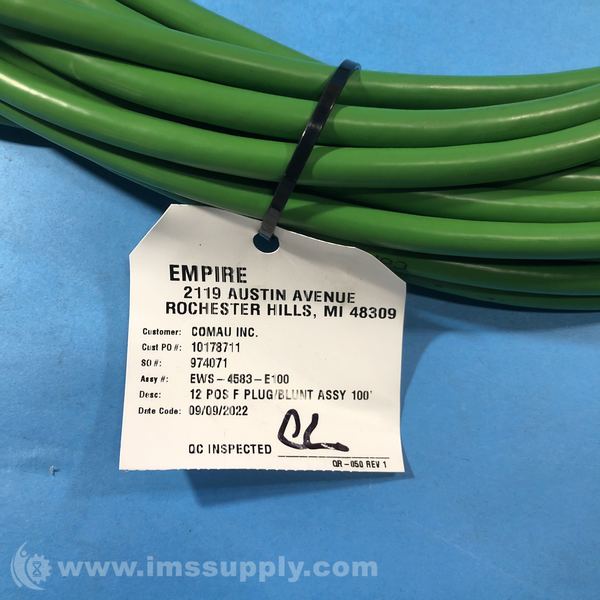 EMPIRE
2119 AUSTIN AVENUE
ROCHESTER HILLS, MI 48309
Customer: COMAU INC.
Cust PO #: 10178711
SO #: 974071
Assy #: EWS-4583-E100
Desc: 12 POS F PLUG/BLUNT ASSY 100'
Date Code: 09/09/2022
QC INSPECTED
QR-050 REV 1
www.imssupply.com